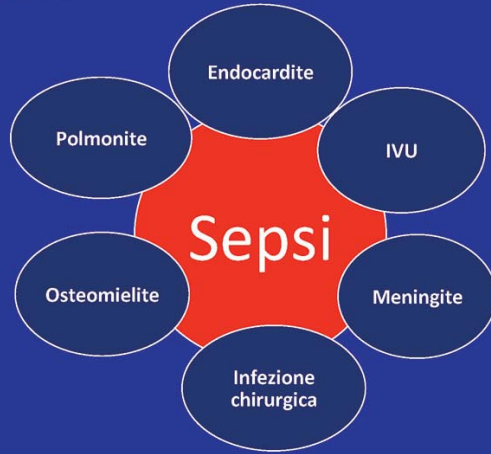 Endocardite
Polmonite
IVU
Sepsi
Osteomielite
Meningite
Infezione
chirurgica